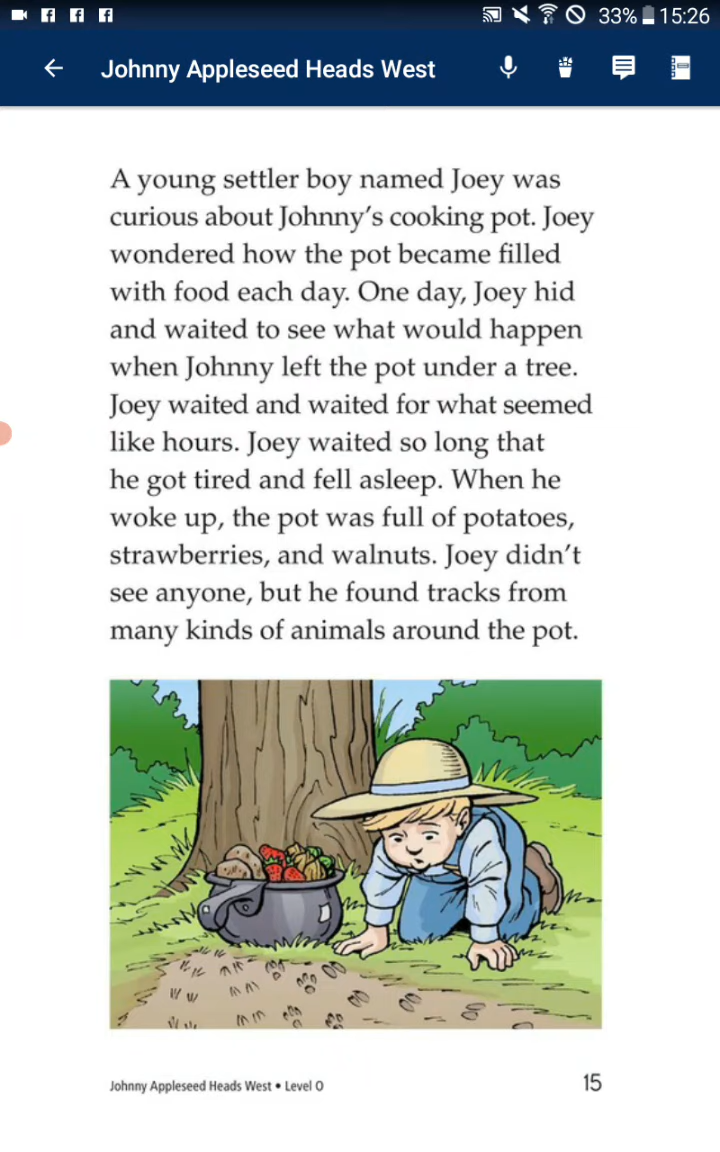 33% 15:26
Johnny Appleseed Heads West
A young settler boy named Joey was
curious about Johnny’s cooking pot. Joey
wondered how the pot became filled
with food each day. One day, Joey hid
and waited to see what would happen
when Johnny left the pot under a tree.
Joey waited and waited for what seemed
like hours. Joey waited so long that
he got tired and fell asleep. When he
woke up, the pot was full of potatoes,
strawberries, and walnuts. Joey didn’t
see anyone, but he found tracks from
many kinds of animals around the pot.
Johnny Appleseed Heads West • Level O 15